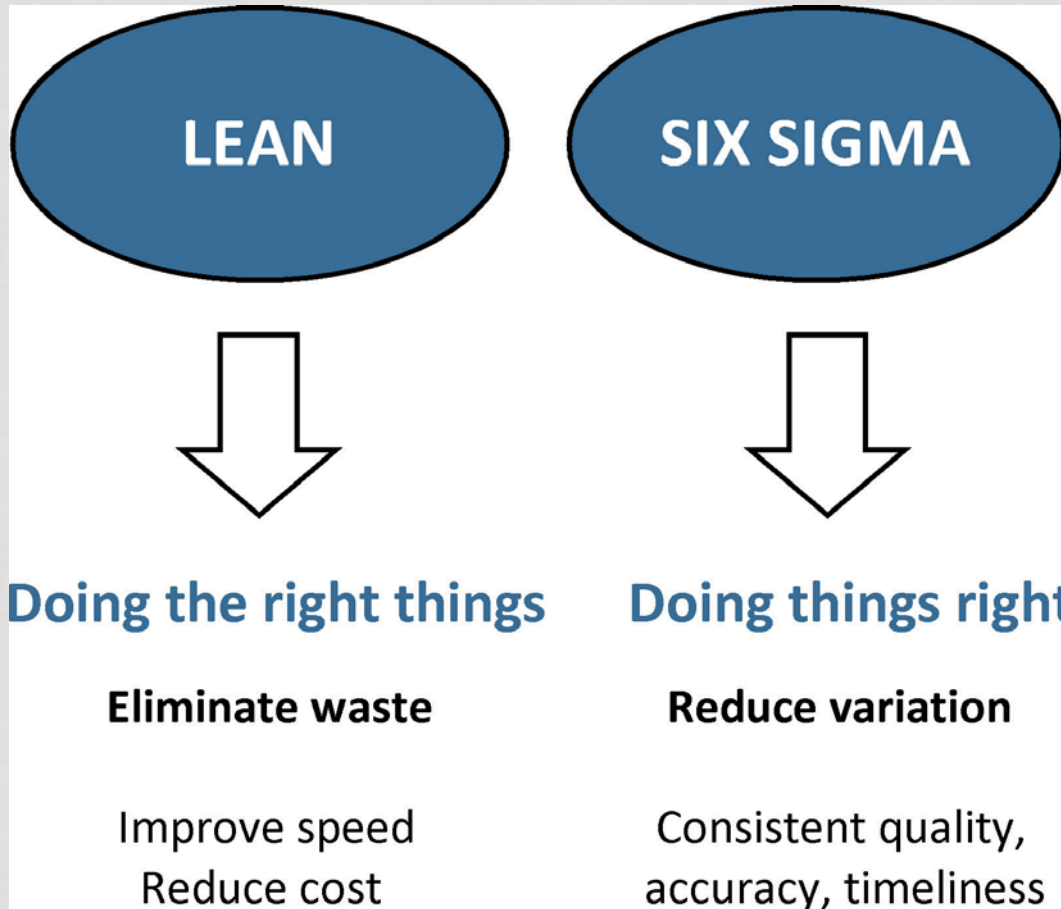 LEAN
SIX SIGMA
Doing the right things
Doing things right
Eliminate waste
Reduce variation
Improve speed
Reduce cost
Consistent quality,
accuracy, timeliness